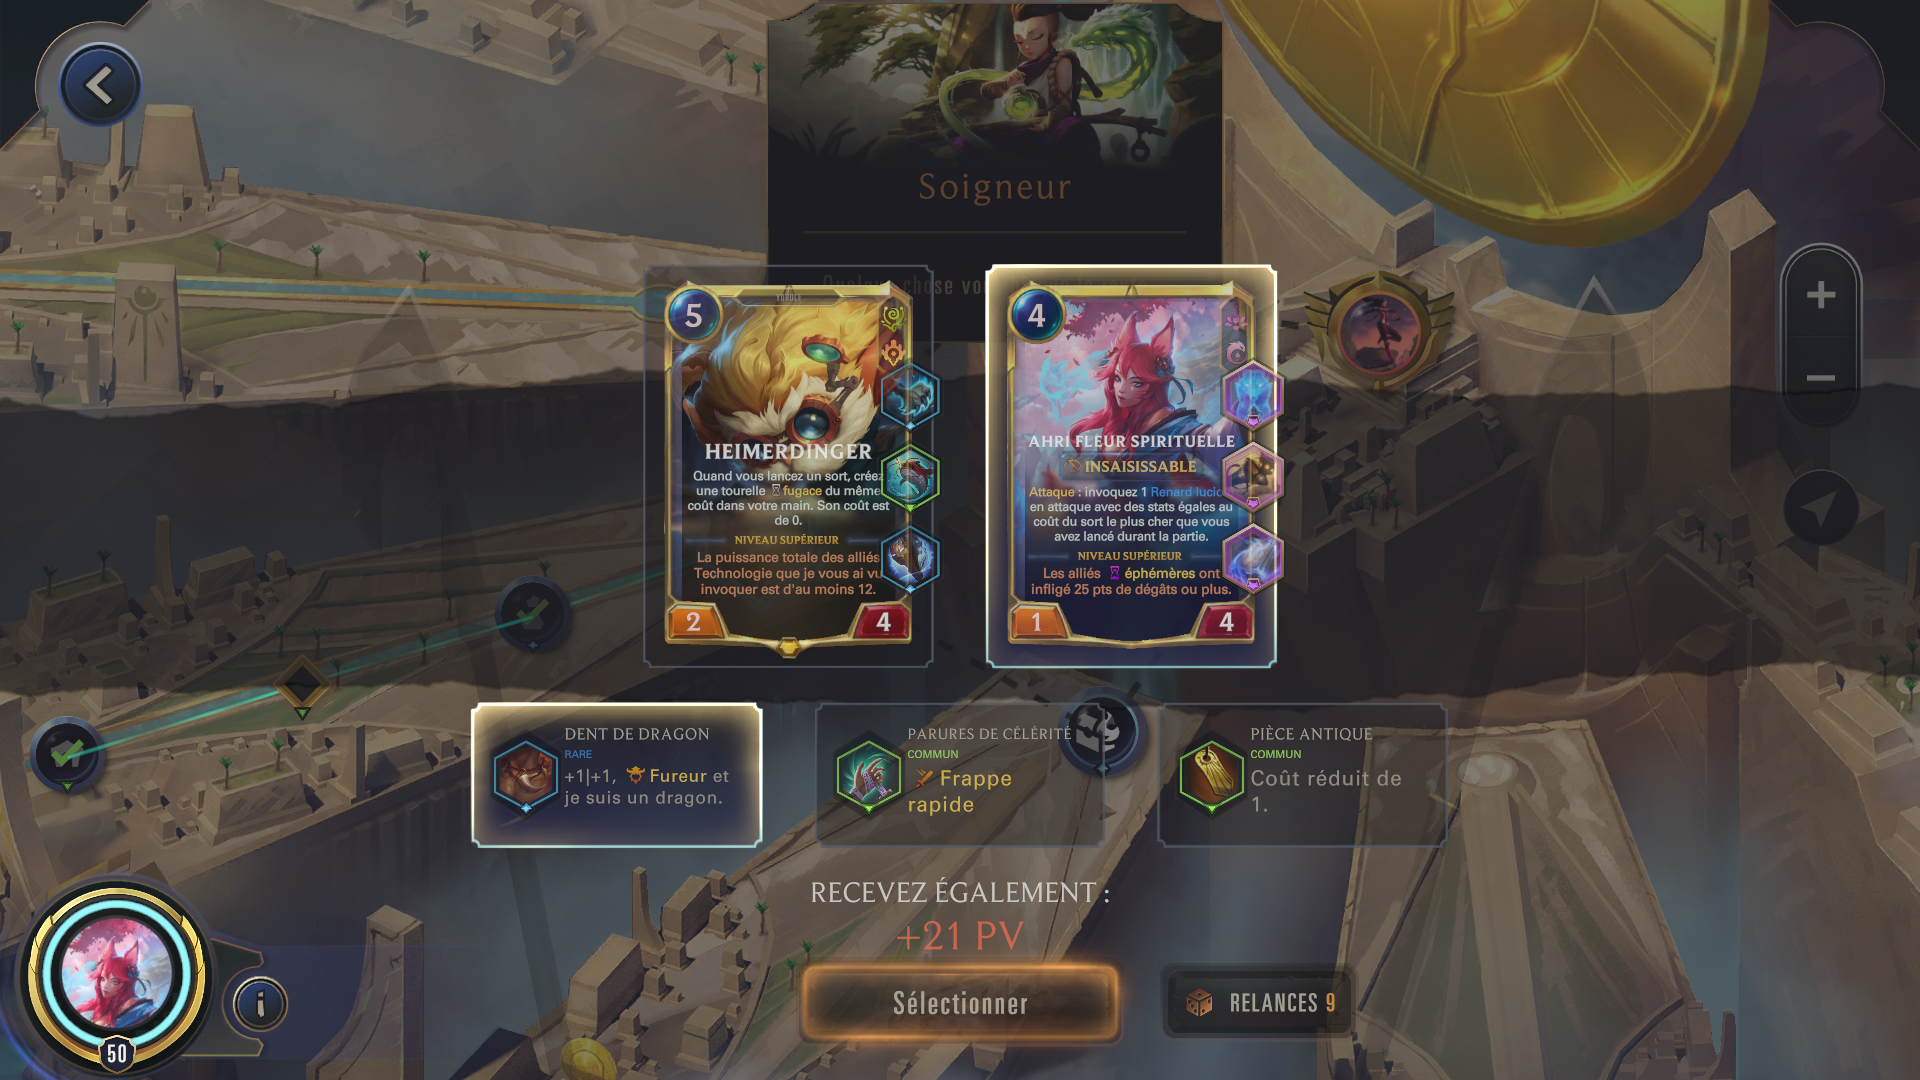 Soigneur
5
YORDLE
HEIMERDINGER
Quand vous lancez un sort, créez
une tourelle fugace du même
coût dans votre main. Son coût est
de 0.
NIVEAU SUPÉRIEUR
La puissance totale des alliés
Technologie que je vous ai vu
invoquer est d'au moins 12.
2
4
4
AHRI FLEUR SPIRITUELLE
INSAISISSABLE
Attaque : invoquez 1 Renard lucio
en attaque avec des stats égales au
coût du sort le plus cher que vous
avez lancé durant la partie.
NIVEAU SUPÉRIEUR
Les alliés éphémères ont
infligé 25 pts de dégâts ou plus.
1
4
DENT DE DRAGON
RARE
+1|+1, Fureur et
je suis un dragon.
PARURES DE CÉLÉRITÉ
COMMUN
Frappe
rapide
PIÈCE ANTIQUE
COMMUN
Coût réduit de
1.
RECEVEZ ÉGALEMENT :
+21 PV
Sélectionner
RELANCES 9
50